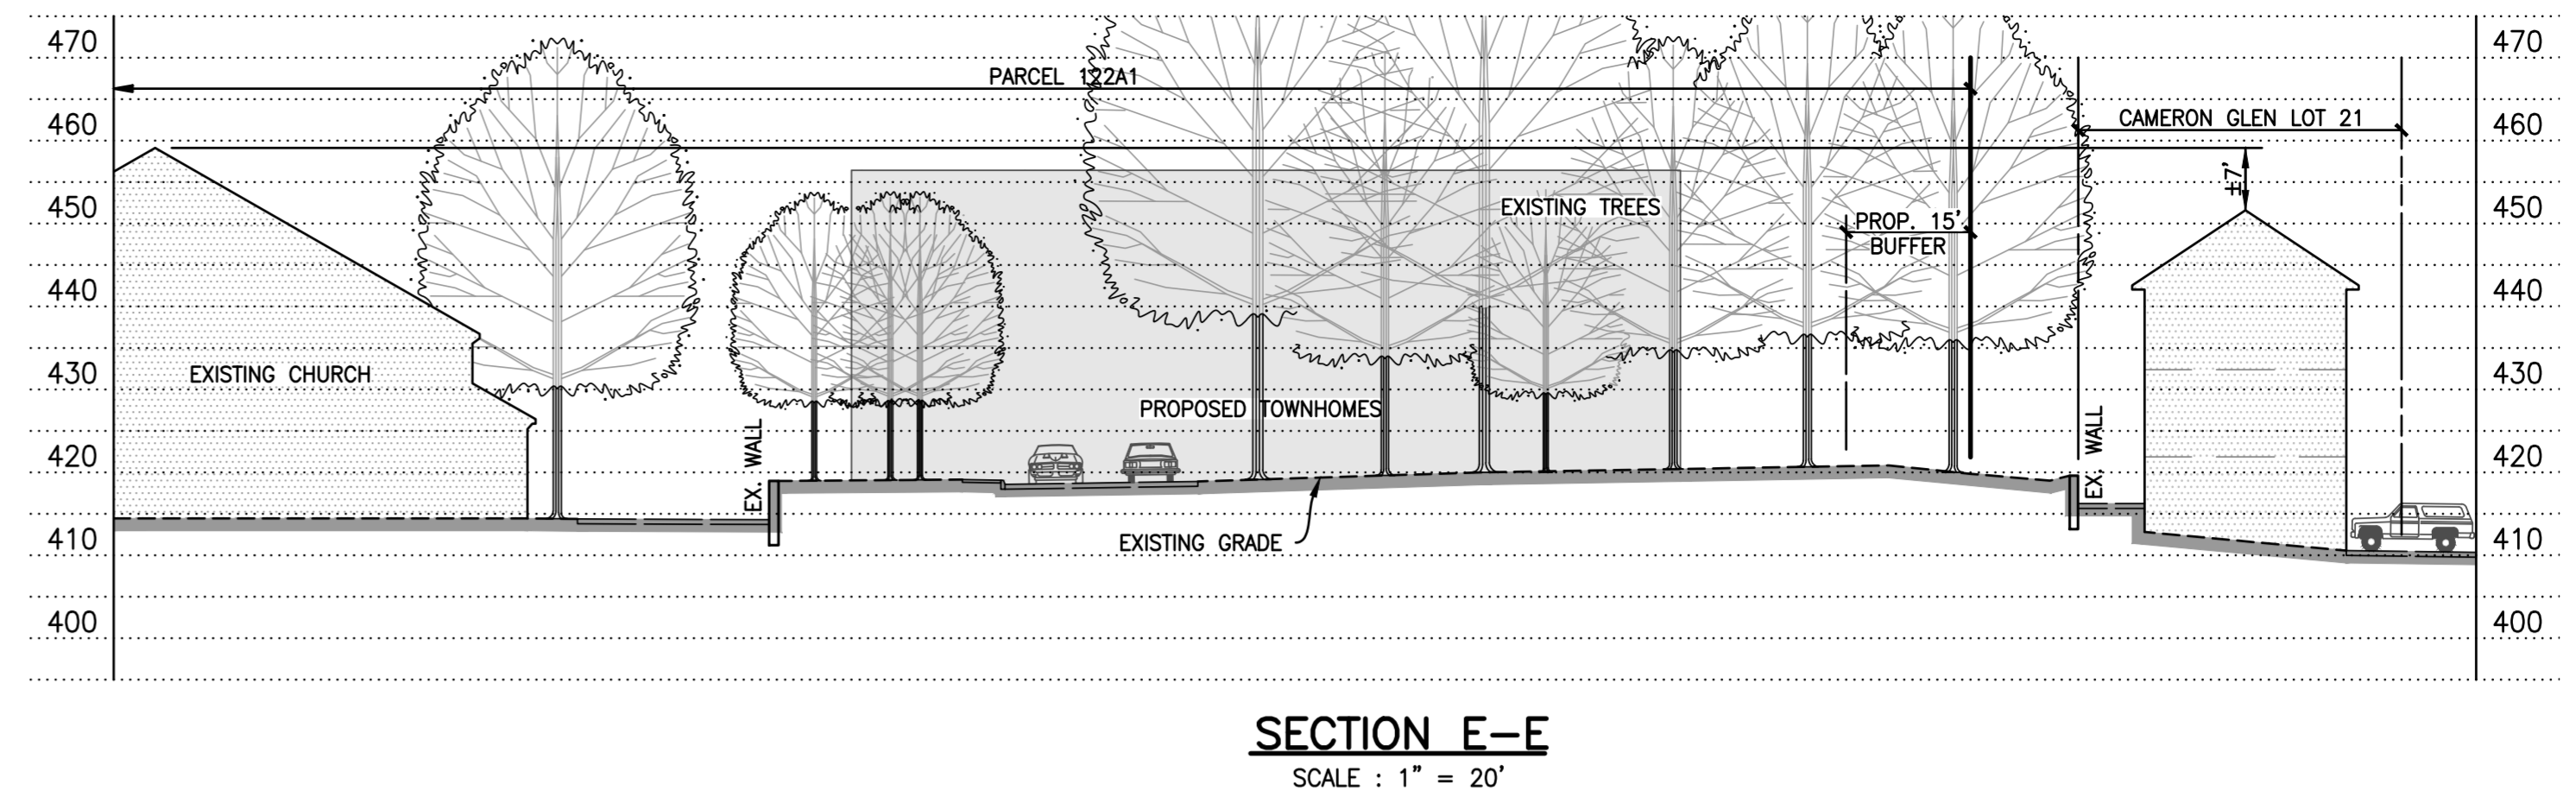 470
470
PARCEL 122A1
460
CAMERON GLEN LOT 21
460
±7'
450
EXISTING TREES
PROP. 15'
BUFFER
450
440
440
430
EXISTING CHURCH
430
PROPOSED TOWNHOMES
420
EX. WALL
EX. WALL
420
410
EXISTING GRADE
410
400
400
SECTION E-E
SCALE : 1" = 20'